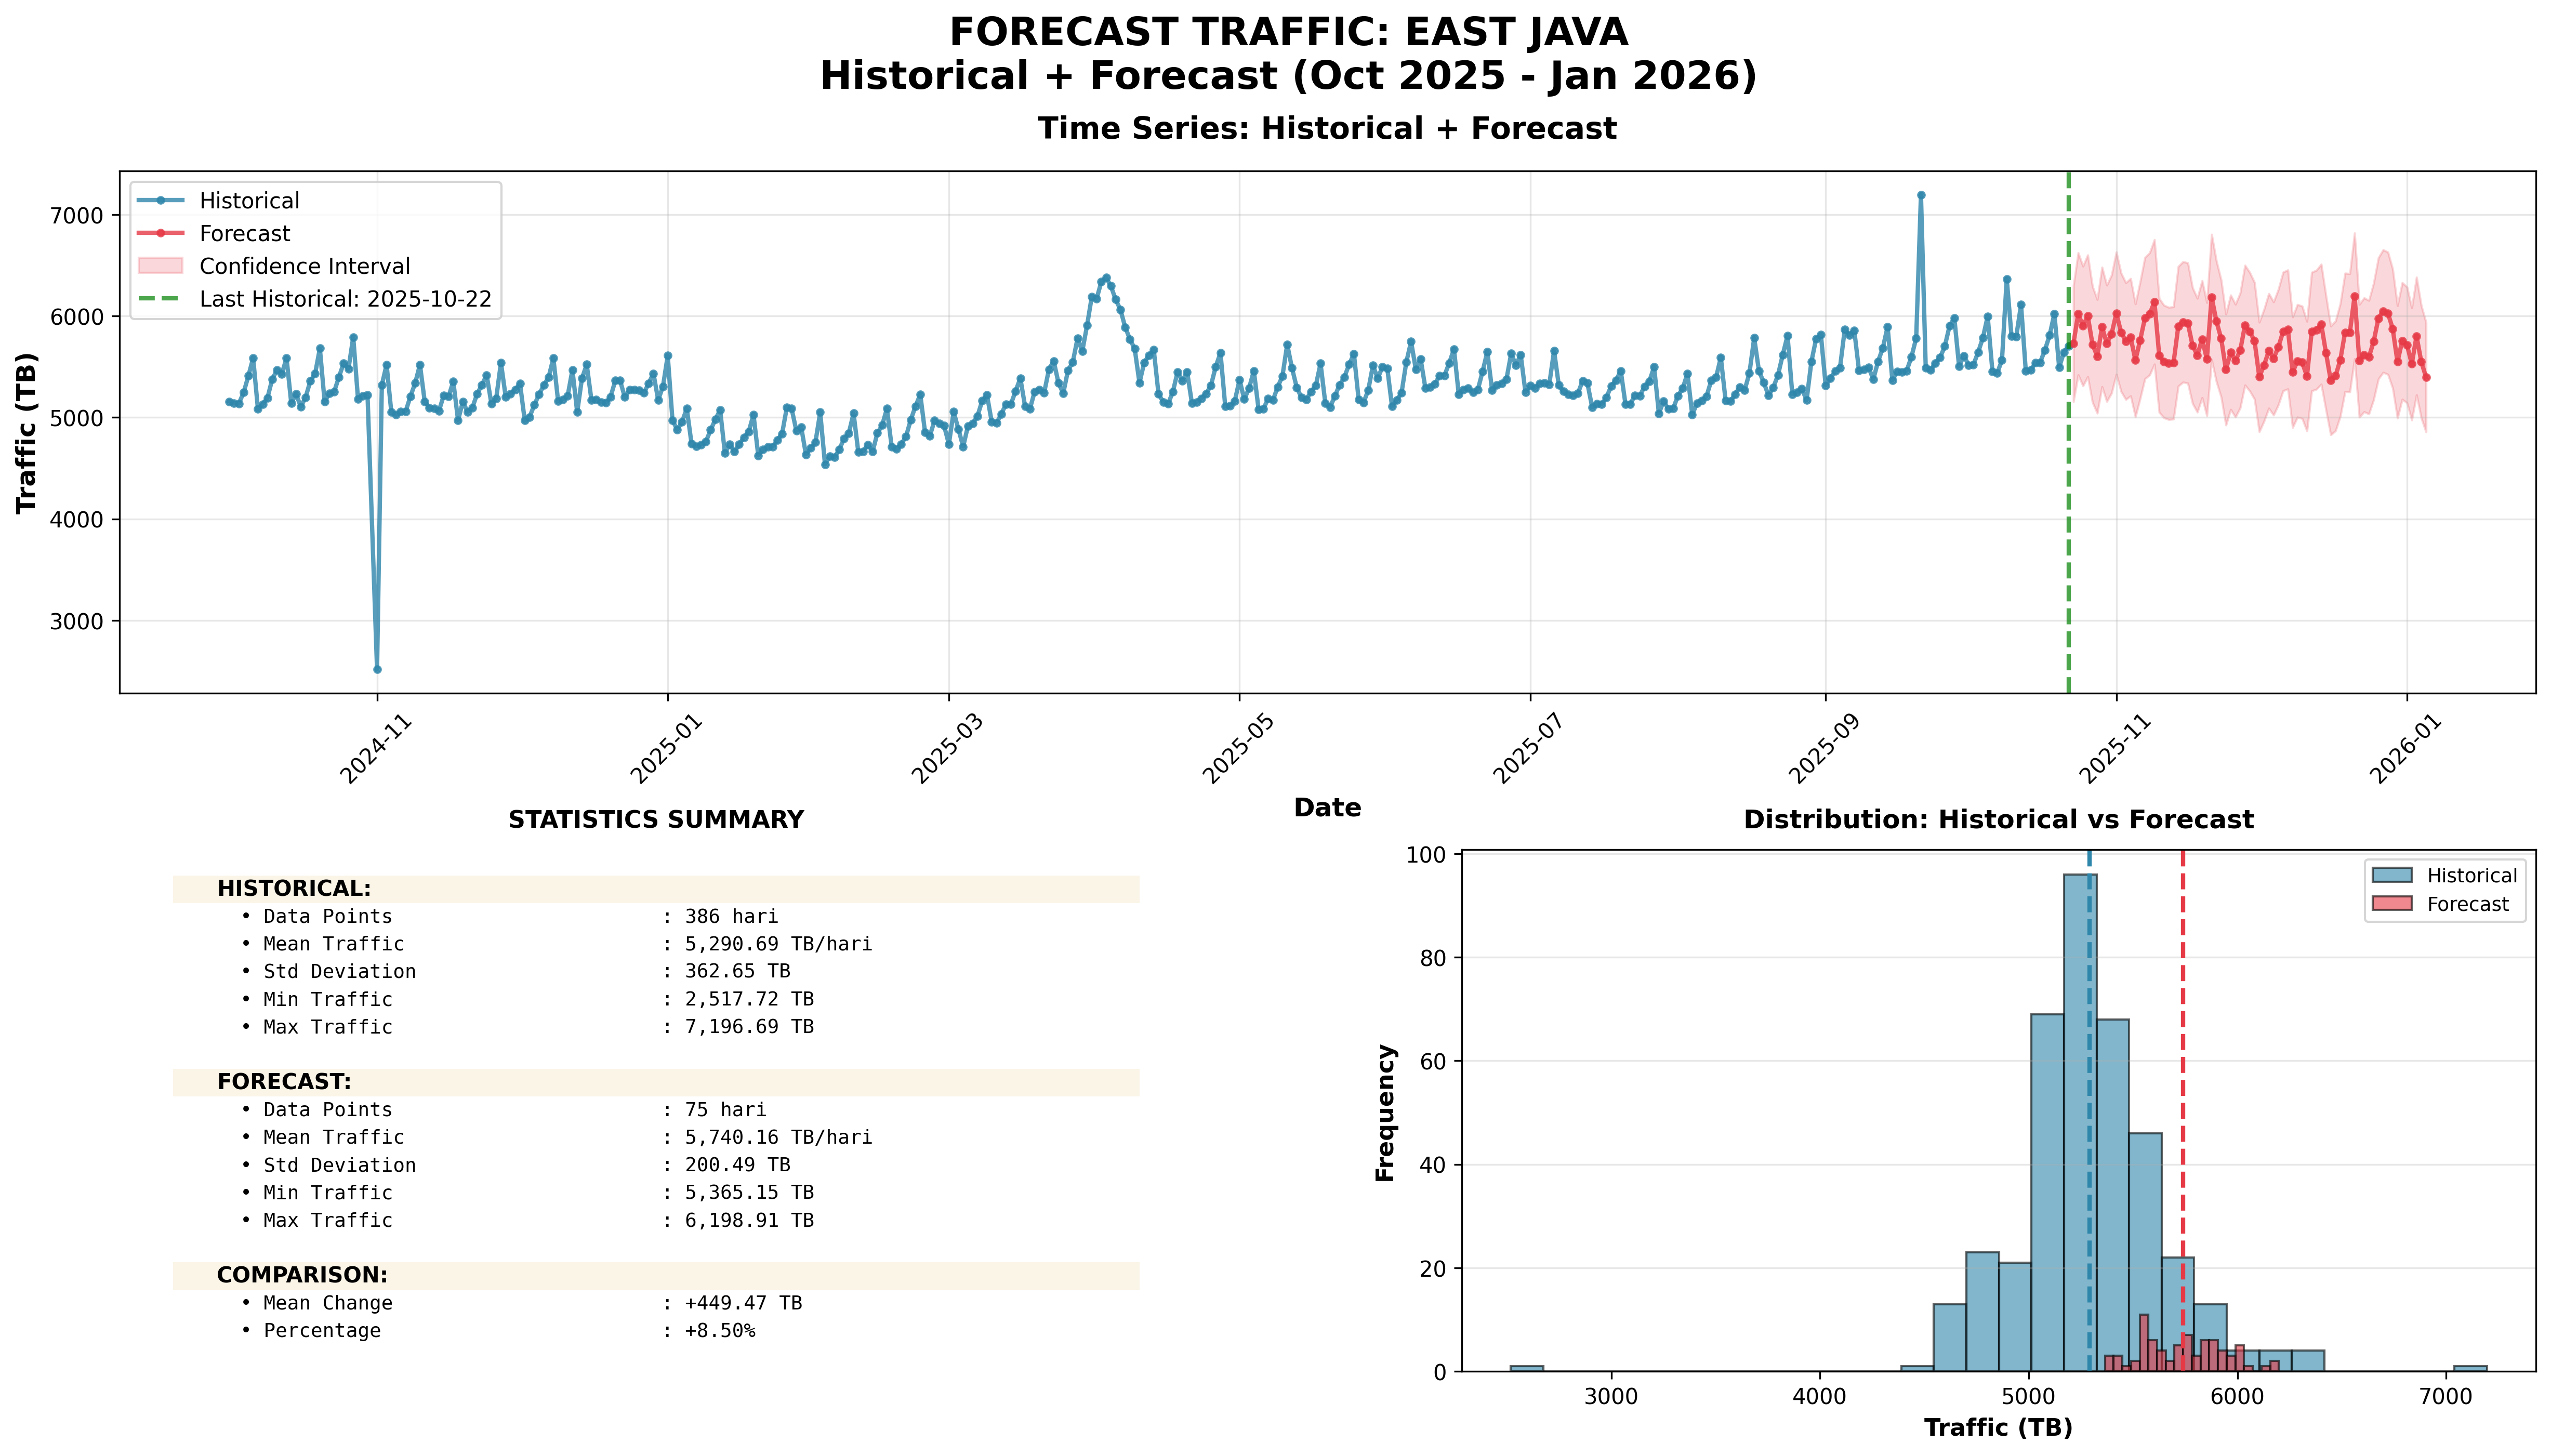 FORECAST TRAFFIC: EAST JAVA
Historical + Forecast (Oct 2025 - Jan 2026)
Time Series: Historical + Forecast
Historical
Forecast
Confidence Interval
Last Historical: 2025-10-22
Traffic (TB)
7000
6000
5000
4000
3000
2024-11
2025-01
2025-03
2025-05
2025-07
2025-09
2025-11
2026-01
Date
STATISTICS SUMMARY
HISTORICAL:
• Data Points : 386 hari
• Mean Traffic : 5,290.69 TB/hari
• Std Deviation : 362.65 TB
• Min Traffic : 2,517.72 TB
• Max Traffic : 7,196.69 TB
FORECAST:
• Data Points : 75 hari
• Mean Traffic : 5,740.16 TB/hari
• Std Deviation : 200.49 TB
• Min Traffic : 5,365.15 TB
• Max Traffic : 6,198.91 TB
COMPARISON:
• Mean Change : +449.47 TB
• Percentage : +8.50%
Distribution: Historical vs Forecast
Historical
Forecast
Frequency
100
80
60
40
20
0
3000
4000
5000
6000
7000
Traffic (TB)